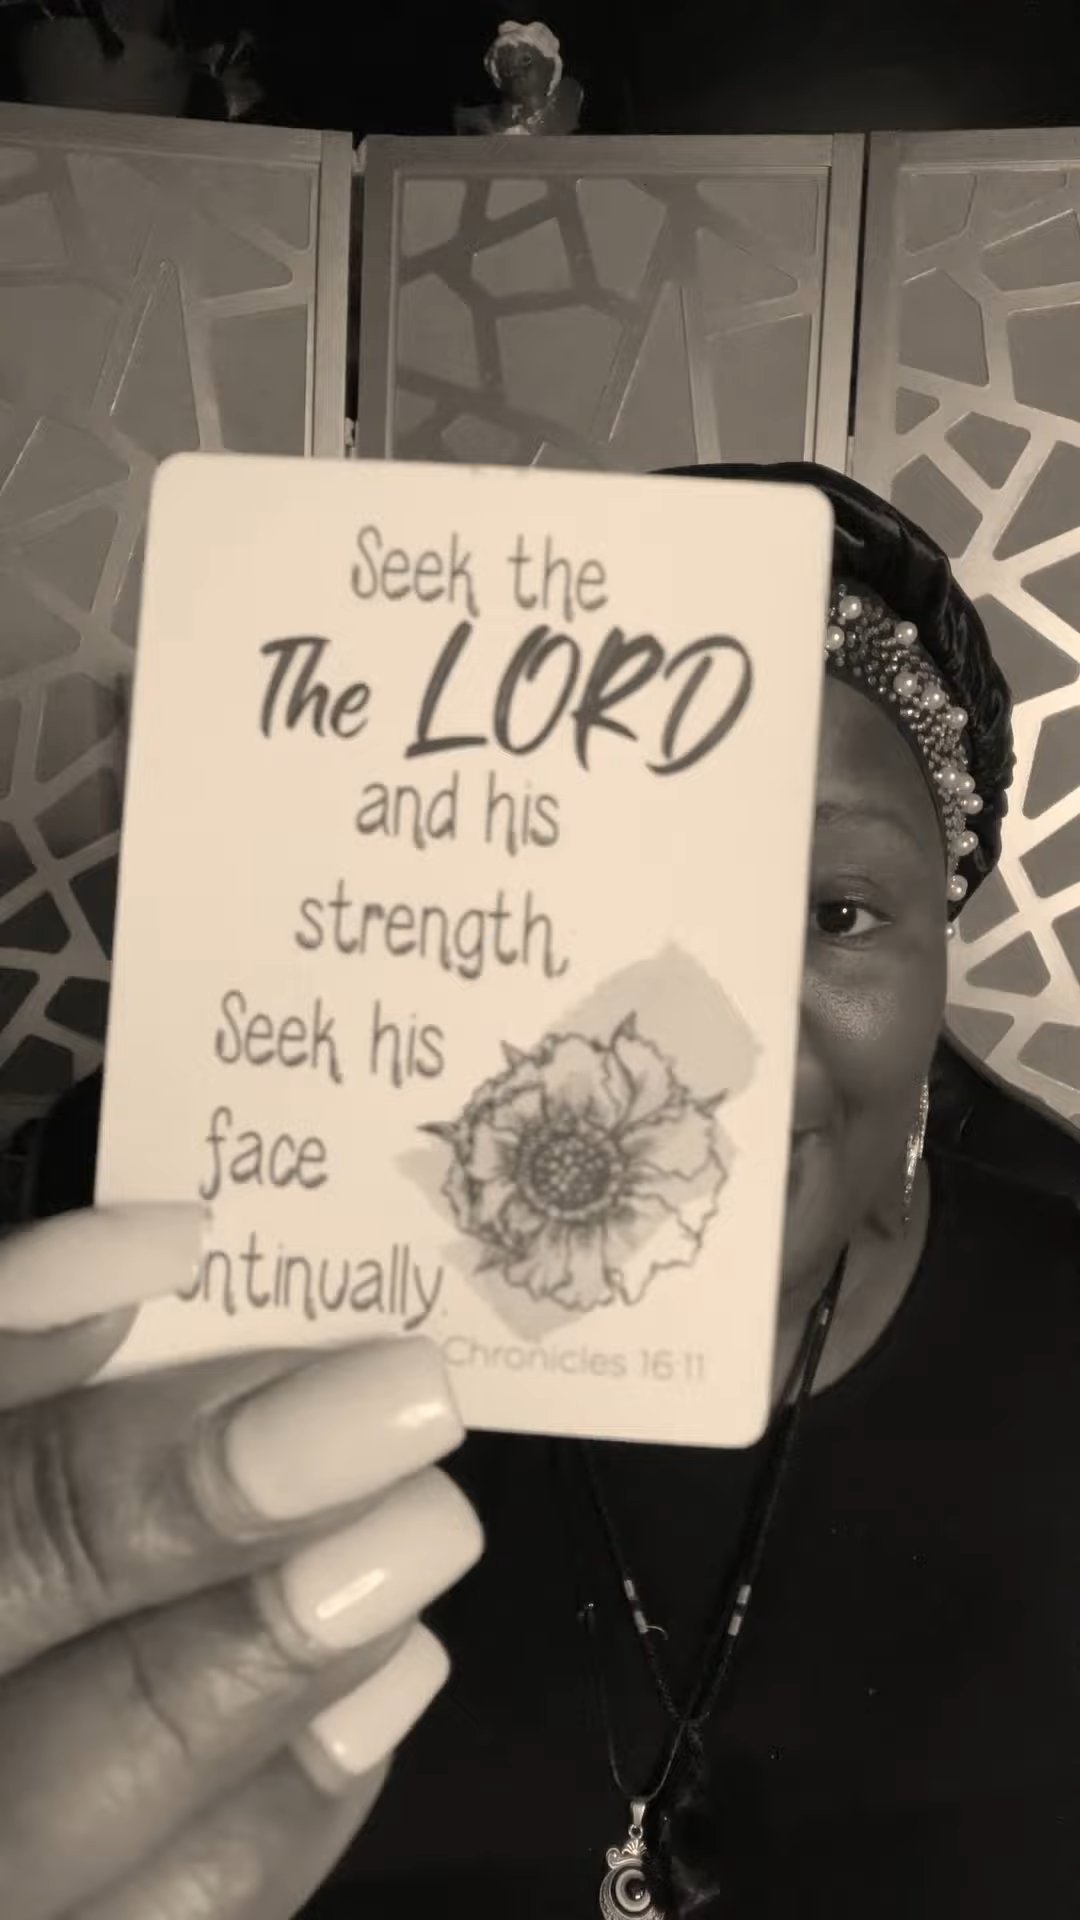 Seek the
The LORD
and his
strength,
Seek his
face
ntinually.
Chronicles 16:11